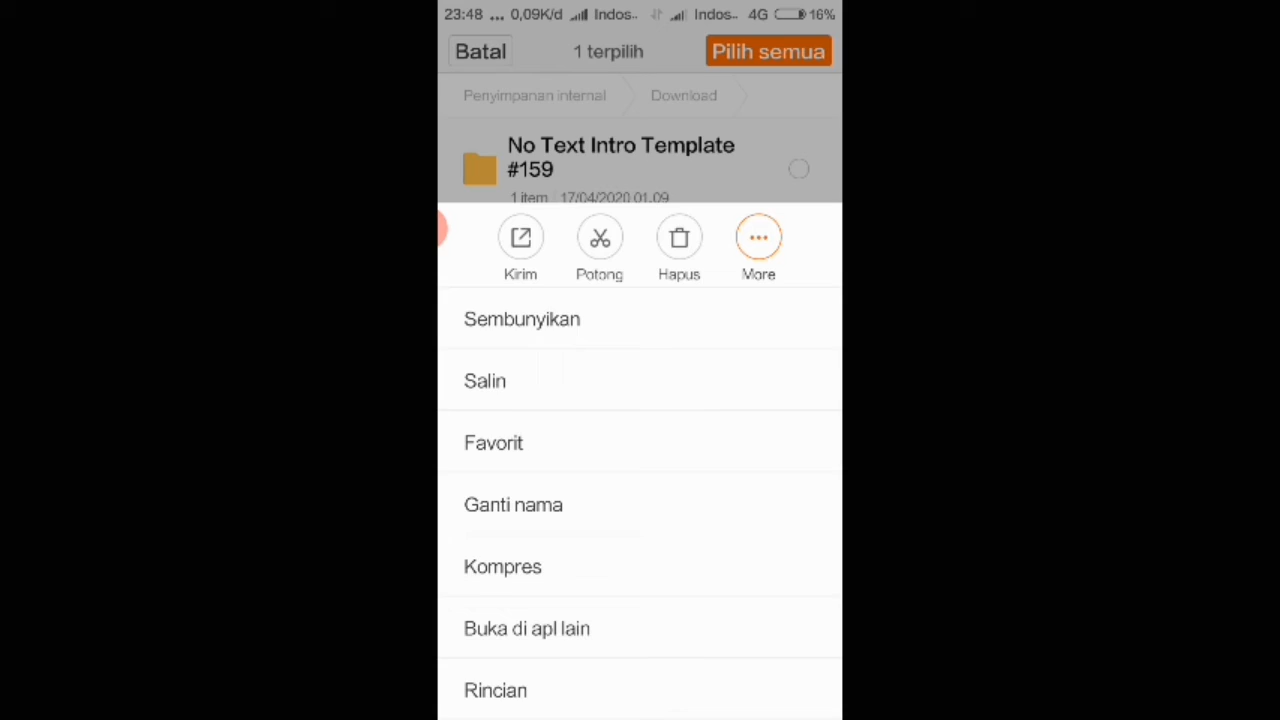 23:48 ... 0,09K/d Indos.. Indos.. 4G 16%
Batal 1 terpilih Pilih semua
Penyimpanan internal Download
No Text Intro Template
#159
1 item 17/04/2020 01.09
Kirim Potong Hapus More
Sembunyikan
Salin
Favorit
Ganti nama
Kompres
Buka di apl lain
Rincian